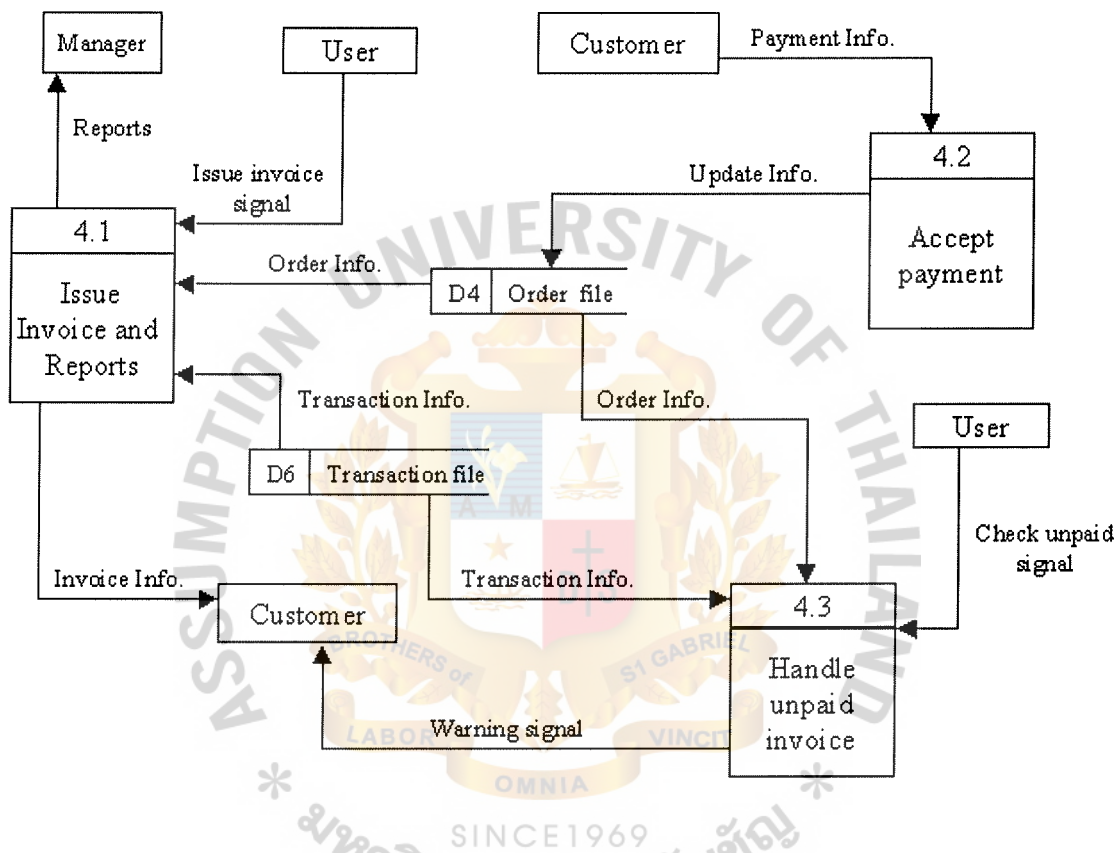 Manager
User
Customer
Payment Info.
Reports
Issue invoice
signal
Update Info.
4.2
Accept
payment
4.1
Issue
Invoice and
Reports
Order Info.
D4 Order file
Transaction Info.
Order Info.
User
D6 Transaction file
Check unpaid
signal
Invoice Info.
Customer
Transaction Info.
4.3
Handle
unpaid
invoice
Warning signal
ASSUMPTION UNIVERSITY OF THAILAND
A M
D S
BROTHERS of
S1 GABRIEL
LABOR
VINCIT
OMNIA
SINCE1969